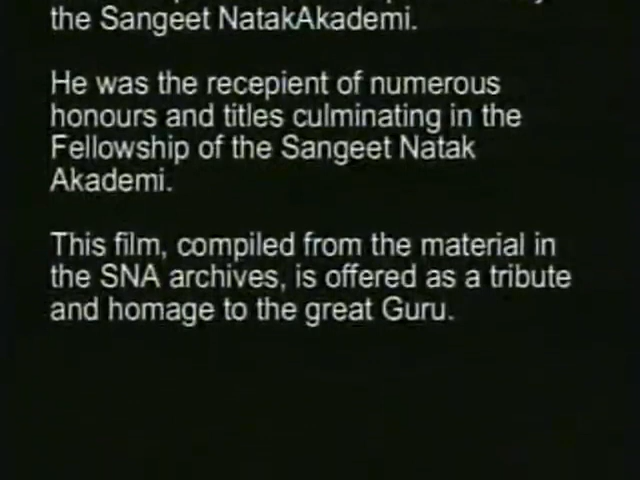 the Sangeet NatakAkademi.
He was the recepient of numerous
honours and titles culminating in the
Fellowship of the Sangeet Natak
Akademi.
This film, compiled from the material in
the SNA archives, is offered as a tribute
and homage to the great Guru.